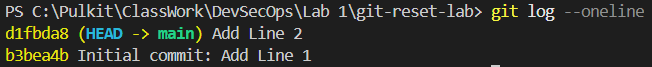 PS C:\Pulkit\ClassWork\DevSecOps\Lab 1\git-reset-lab> git log --oneline
d1fbda8 (HEAD -> main) Add Line 2
b3bea4b Initial commit: Add Line 1